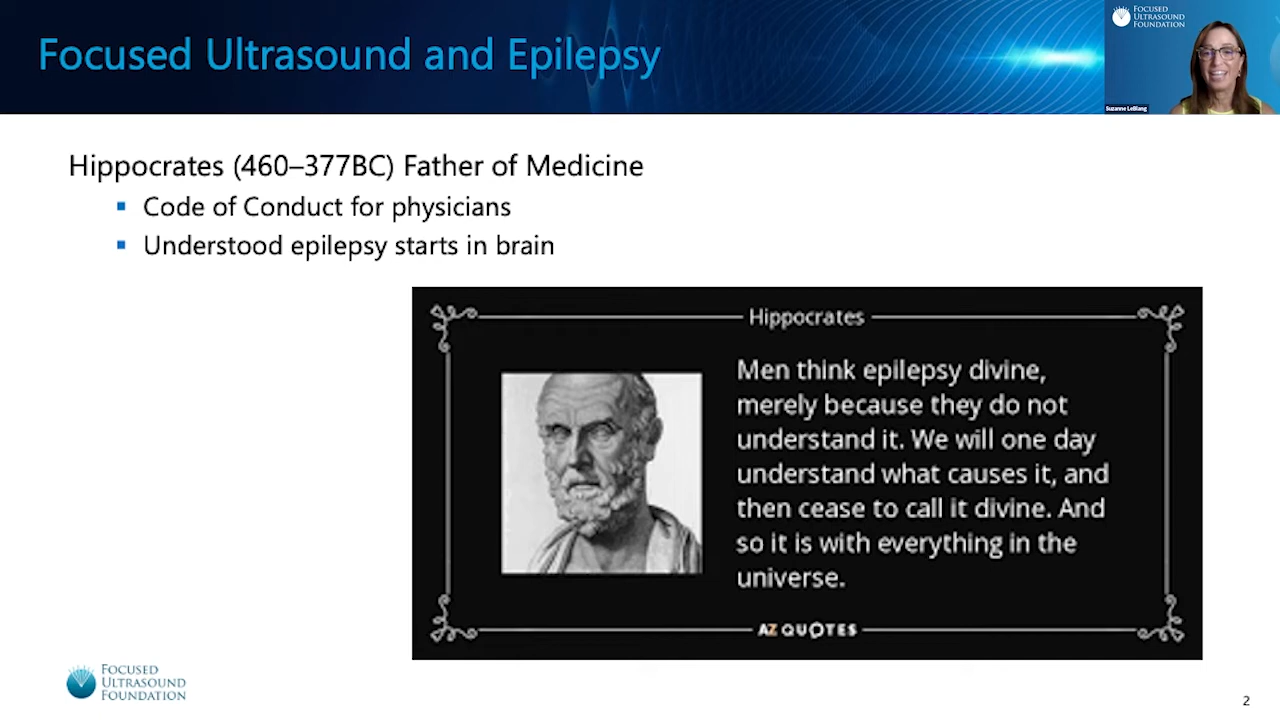 Focused Ultrasound and Epilepsy
FOCUSED
ULTRASOUND
FOUNDATION
Suzanne LeBlang
Hippocrates (460–377BC) Father of Medicine
Code of Conduct for physicians
Understood epilepsy starts in brain
Hippocrates
Men think epilepsy divine,
merely because they do not
understand it. We will one day
understand what causes it, and
then cease to call it divine. And
so it is with everything in the
universe.
AZ QUOTES
FOCUSED
ULTRASOUND
FOUNDATION
2